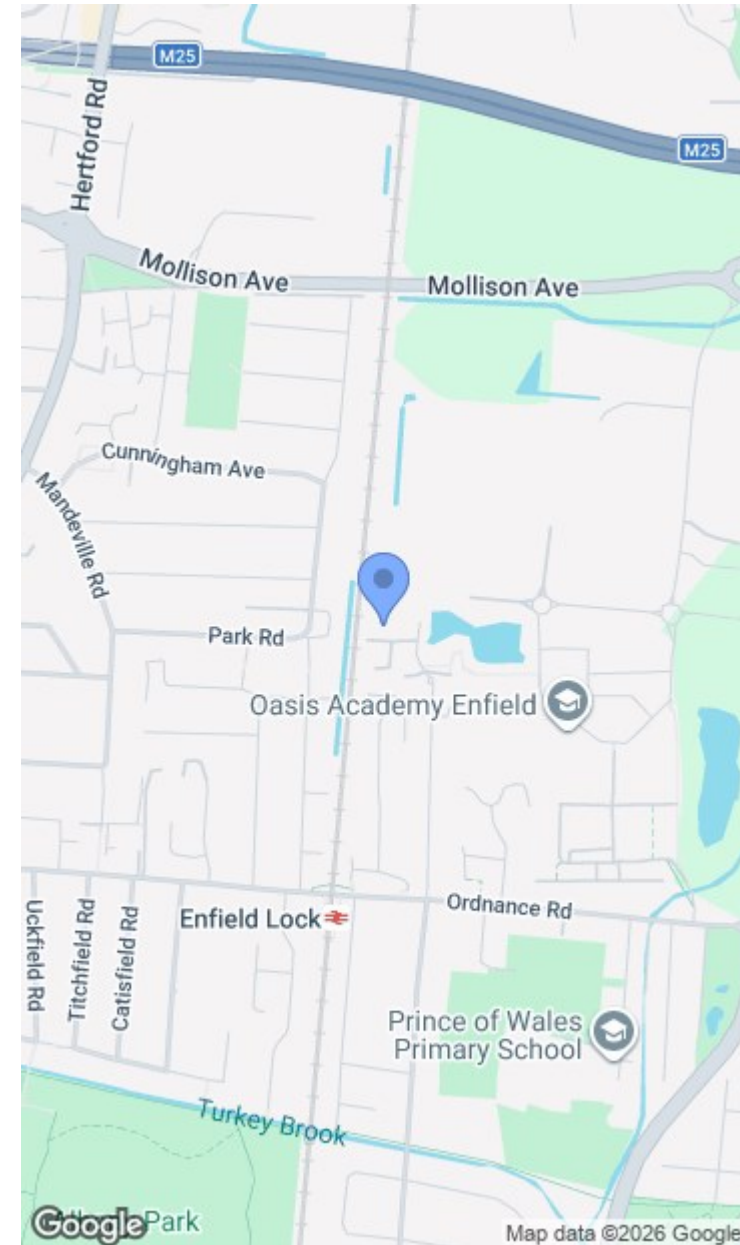 M25
Hertford Rd
M25
Mollison Ave
Mollison Ave
Cunningham Ave
Mandeville Rd
Park Rd
Oasis Academy Enfield
Ordnance Rd
Enfield Lock
Uckfield Rd
Titchfield Rd
Catisfield Rd
Prince of Wales
Primary School
Turkey Brook
Park
Google
Map data ©2026 Google